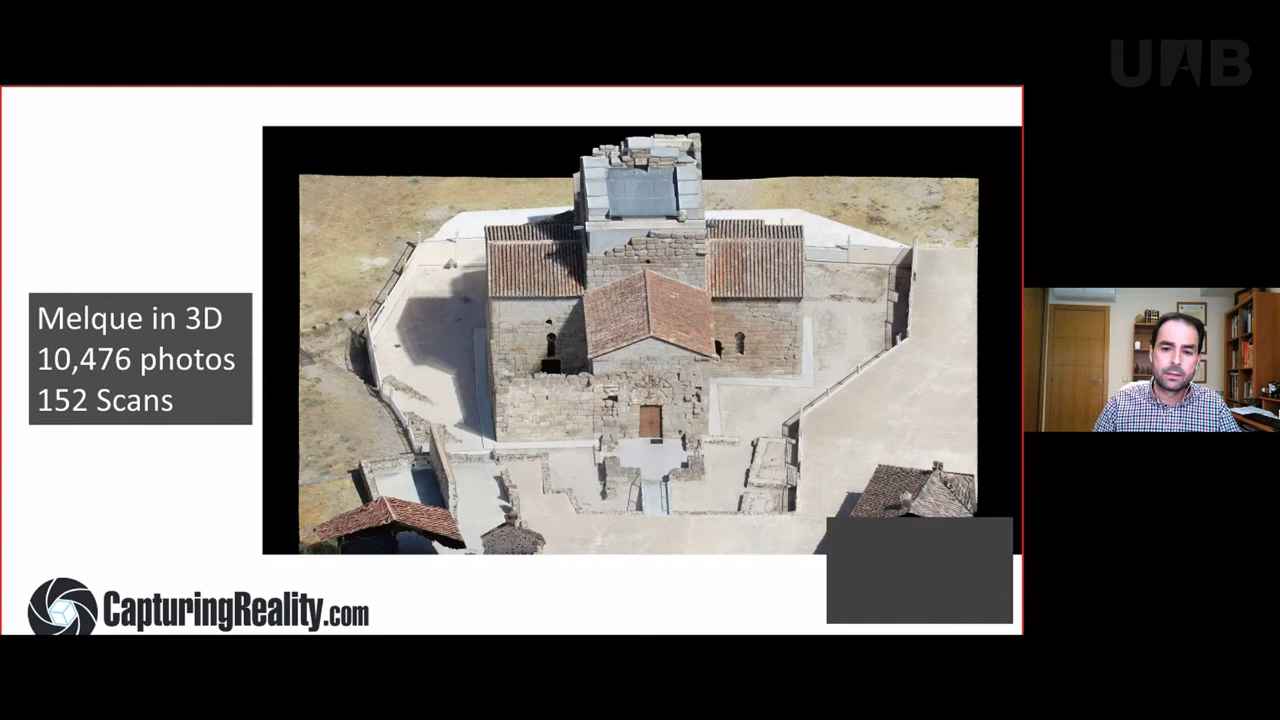 UAB
Melque in 3D
10,476 photos
152 Scans
CapturingReality.com